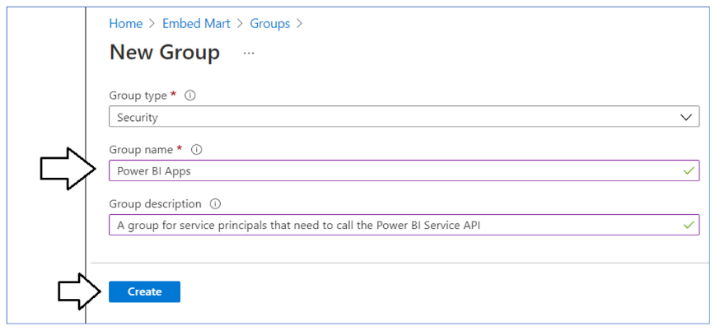 Home > Embed Mart > Groups >
New Group ...
Group type *
Security
Group name *
Power BI Apps
Group description
A group for service principals that need to call the Power BI Service API
Create